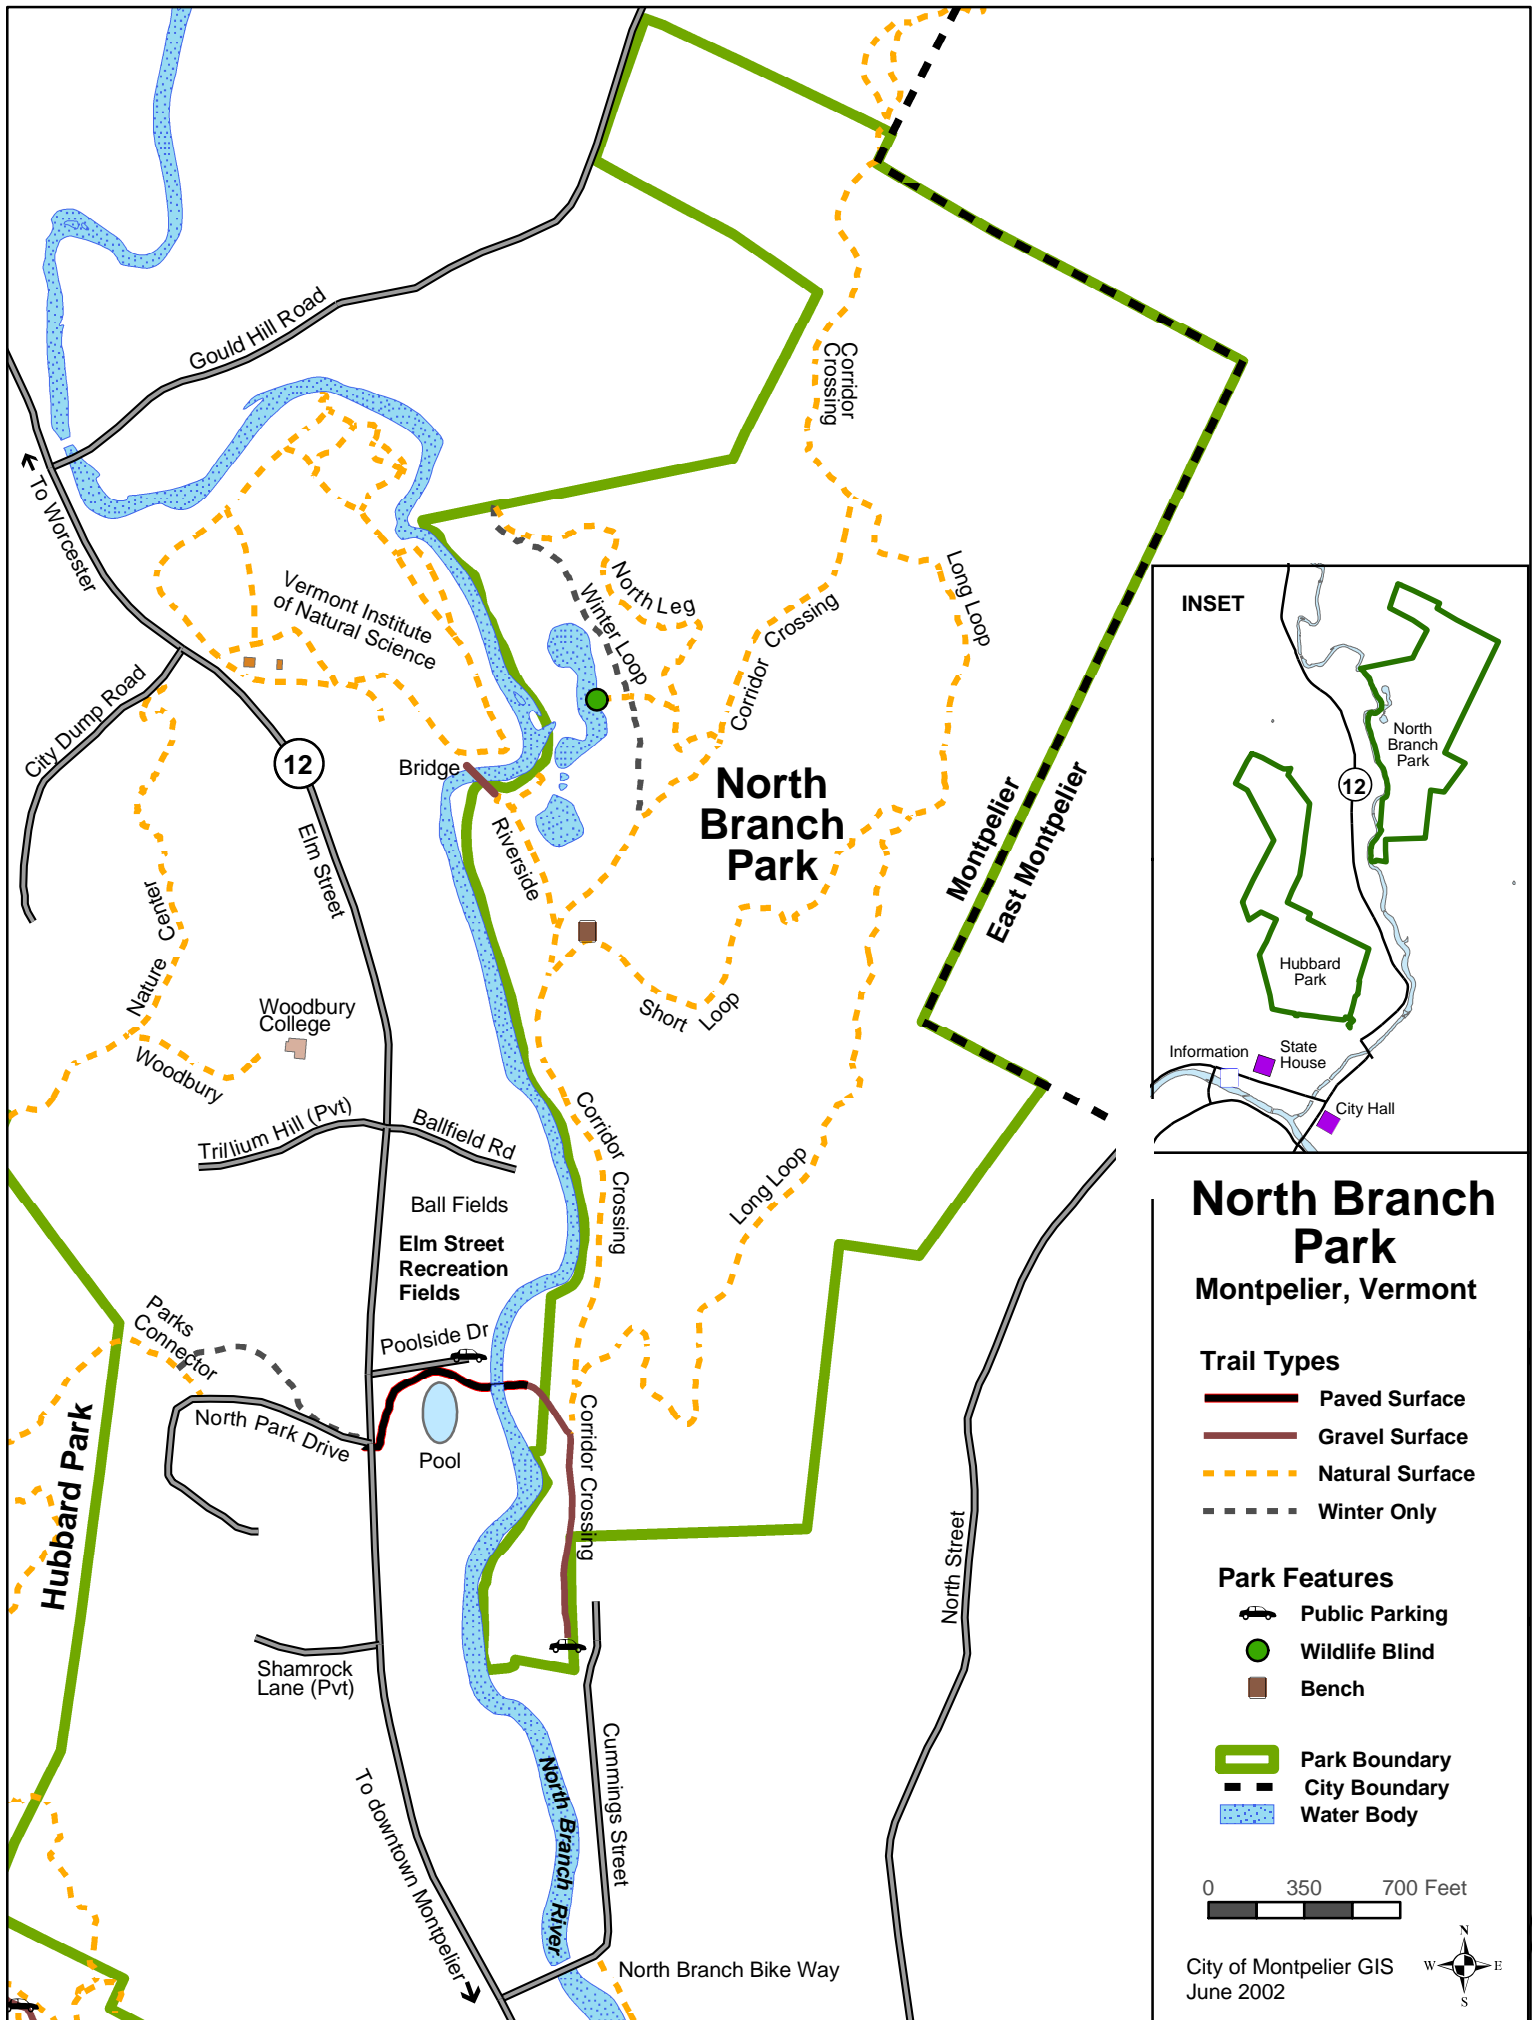 Gould Hill Road
Corridor
Crossing
To Worcester
Vermont Institute
of Natural Science
North Leg
Winter Loop
Corridor Crossing
Long Loop
City Dump Road
12
Bridge
Elm Street
Riverside
North
Branch
Park
Montpelier
East Montpelier
Nature Center
Woodbury
College
Woodbury
Short Loop
Trillium Hill (Pvt)
Ballfield Rd
Corridor Crossing
Long Loop
Ball Fields
Elm Street
Recreation
Fields
Parks
Connector
Poolside Dr
North Park Drive
Pool
Corridor Crossing
Hubbard Park
North Street
Shamrock
Lane (Pvt)
Cummings Street
To downtown Montpelier
North Branch River
North Branch Bike Way
INSET
North
Branch
Park
12
Hubbard
Park
Information
State
House
City Hall
North Branch
Park
Montpelier, Vermont
Trail Types
Paved Surface
Gravel Surface
Natural Surface
Winter Only
Park Features
Public Parking
Wildlife Blind
Bench
Park Boundary
City Boundary
Water Body
0 350 700 Feet
City of Montpelier GIS
June 2002
N
W E
S